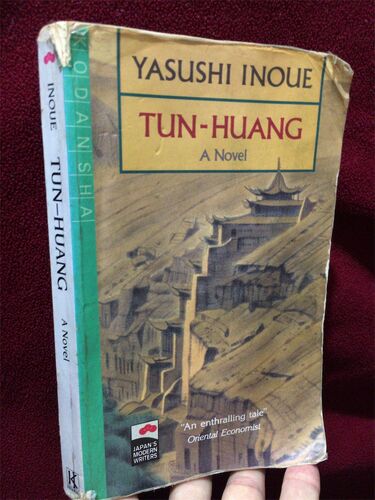 YASUSHI INOUE
TUN-HUANG
A Novel
KODANSHA
INOUE
TUN-HUANG
A Novel
K
JAPAN'S
MODERN
WRITERS
"An enthralling tale"
Oriental Economist